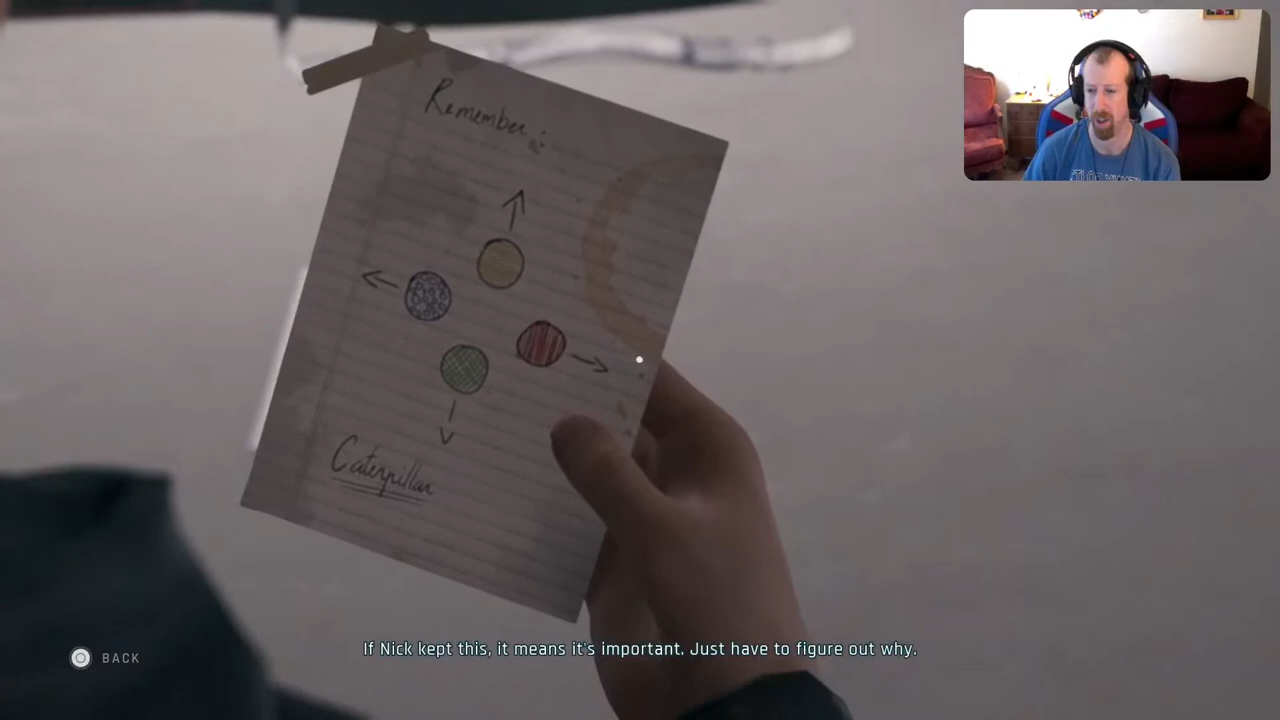 Remember:
Caterpillar
If Nick kept this, it means it's important. Just have to figure out why.
BACK